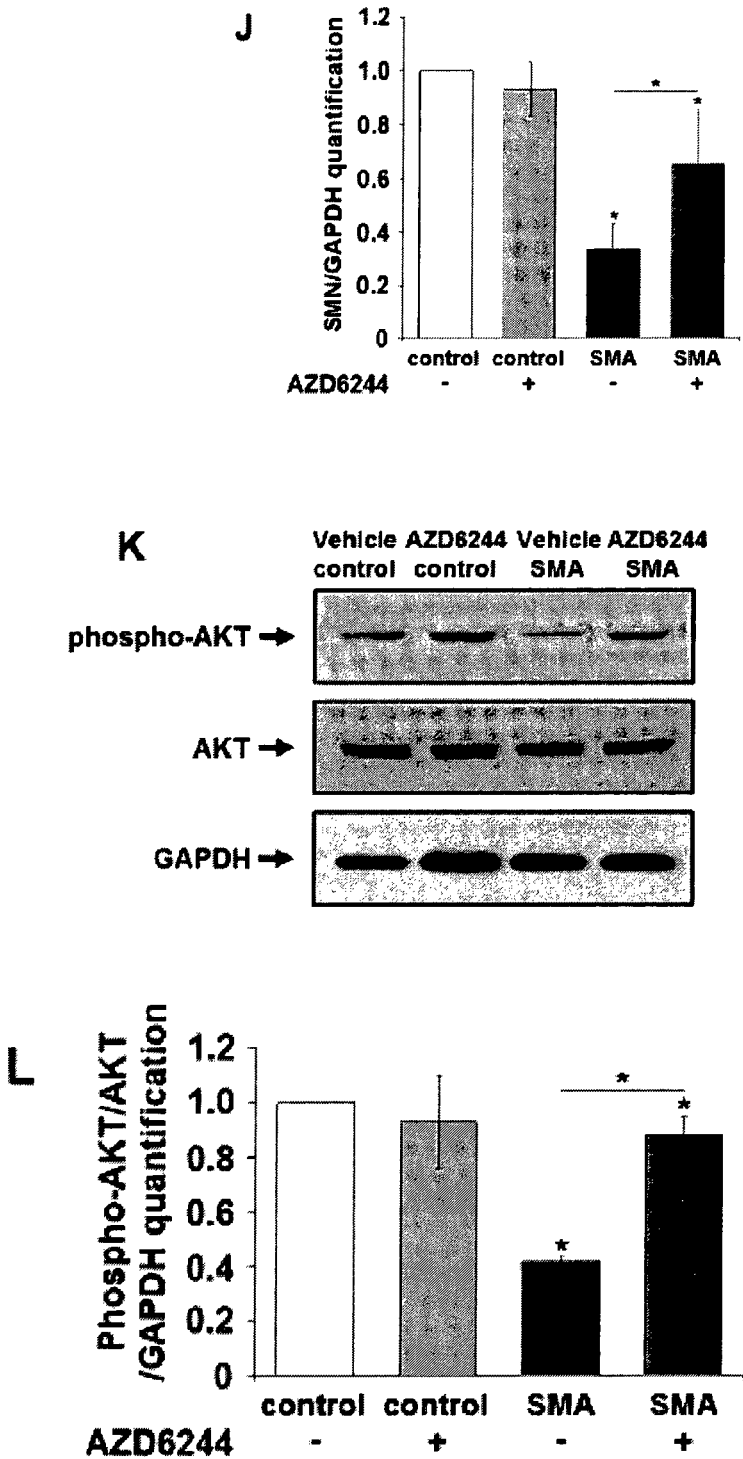 J
SMN/GAPDH quantification
1.2
1.0
0.8
0.6
0.4
0.2
0
*
*
*
control control SMA SMA
AZD6244 - + - +
K
Vehicle AZD6244 Vehicle AZD6244
control control SMA SMA
phospho-AKT →
AKT →
GAPDH →
L
Phospho-AKT/AKT
/GAPDH quantification
1.2
1.0
0.8
0.6
0.4
0.2
0
*
*
*
control control SMA SMA
AZD6244 - + - +